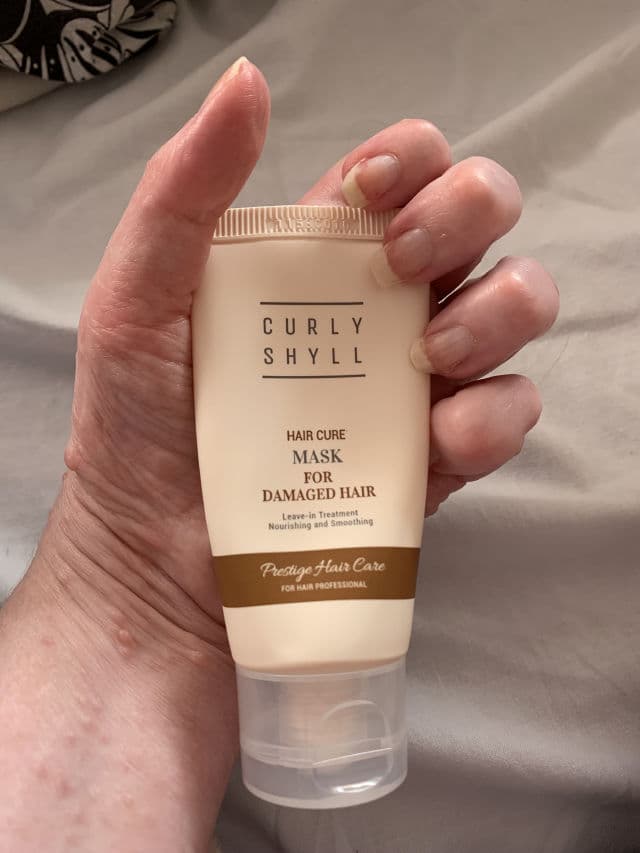 CURLY
SHYLL
HAIR CURE
MASK
FOR
DAMAGED HAIR
Leave-in Treatment
Nourishing and Smoothing
Prestige Hair Care
FOR HAIR PROFESSIONAL